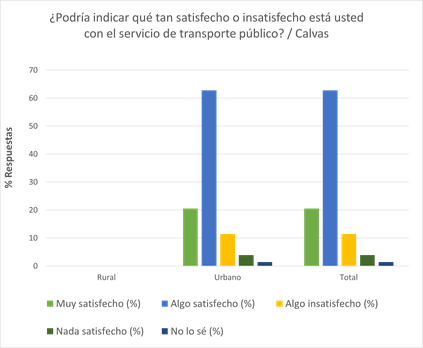 ¿Podría indicar qué tan satisfecho o insatisfecho está usted
con el servicio de transporte público? / Calvas
70
60
50
40
30
20
10
0
% Respuestas
Rural
Urbano
Total
Muy satisfecho (%)
Algo satisfecho (%)
Algo insatisfecho (%)
Nada satisfecho (%)
No lo sé (%)